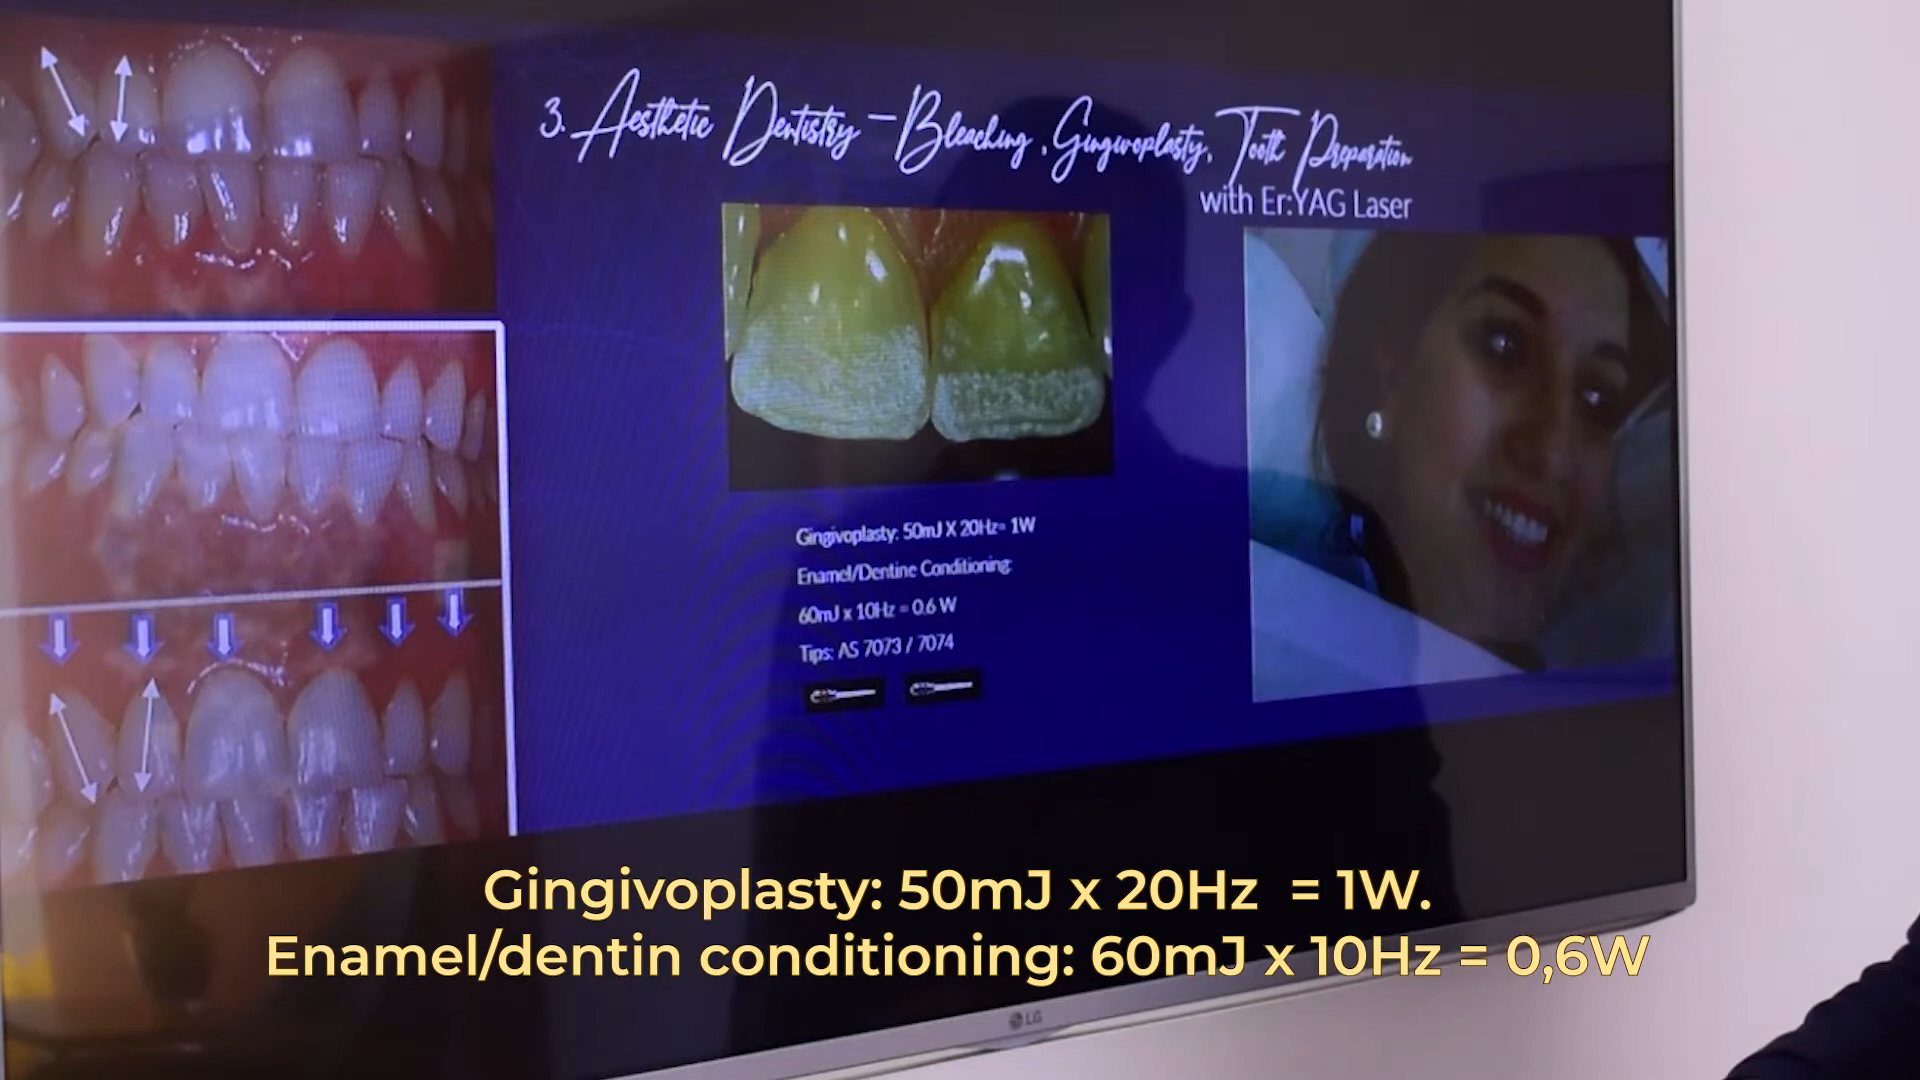 3. Aesthetic Dentistry - Bleaching, Gingivoplasty, Tooth Preparation
with Er:YAG Laser
Gingivoplasty: 50mJ X 20Hz= 1W
Enamel/Dentine Conditioning:
60mJ x 10Hz = 0.6 W
Tips: AS 7073 / 7074
Gingivoplasty: 50mJ x 20Hz = 1W.
Enamel/dentin conditioning: 60mJ x 10Hz = 0,6W
LG